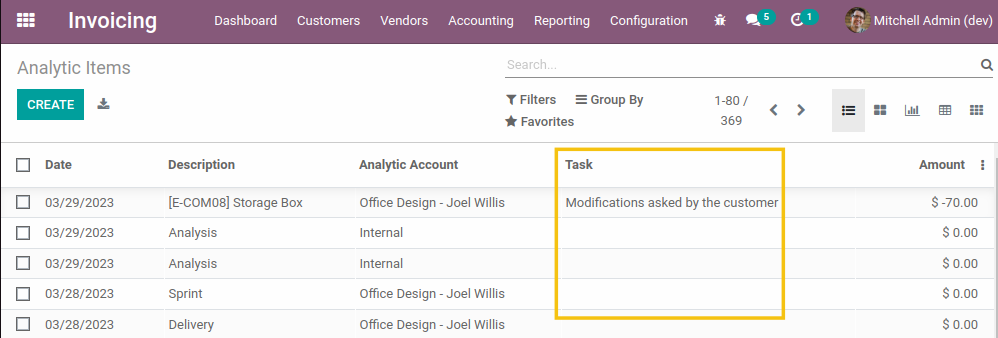 Invoicing Dashboard Customers Vendors Accounting Reporting Configuration 5 1 Mitchell Admin (dev)
Analytic Items Search...
CREATE Filters Group By 1-80 /
Favorites 369
Date Description Analytic Account Task Amount
03/29/2023 [E-COM08] Storage Box Office Design - Joel Willis Modifications asked by the customer $ -70.00
03/29/2023 Analysis Internal $ 0.00
03/29/2023 Analysis Internal $ 0.00
03/28/2023 Sprint Office Design - Joel Willis $ 0.00
03/28/2023 Delivery Office Design - Joel Willis $ 0.00